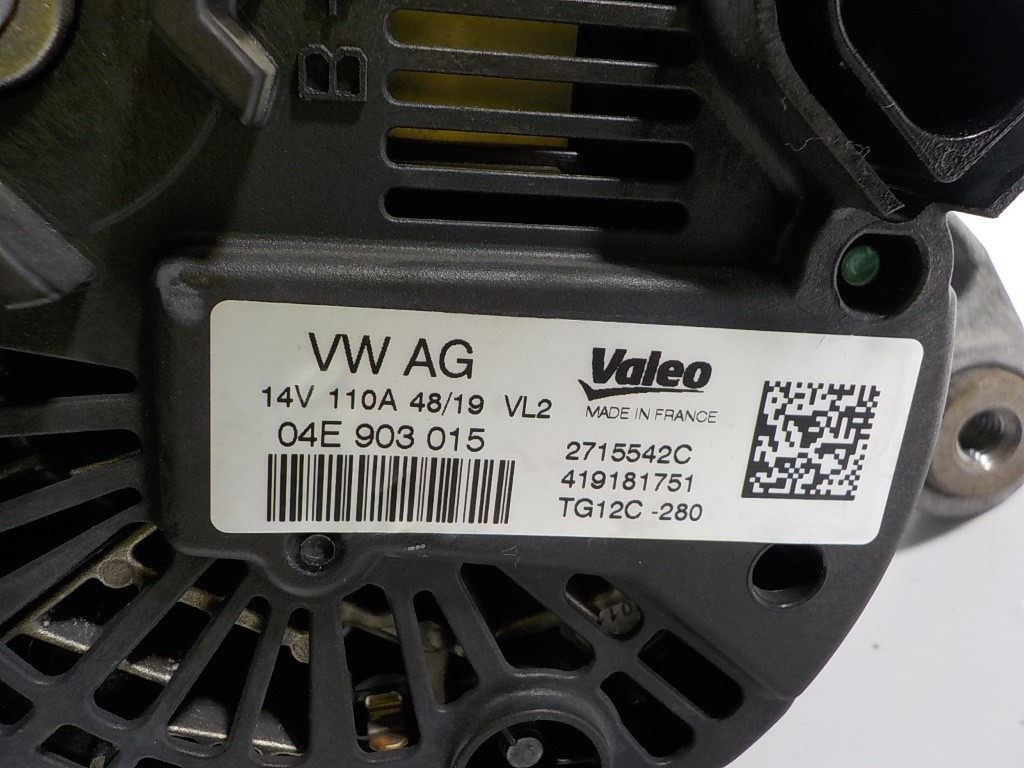 B
VW AG
14V 110A 48/19 VL2
04E 903 015
Valeo
MADE IN FRANCE
2715542C
419181751
TG12C -280